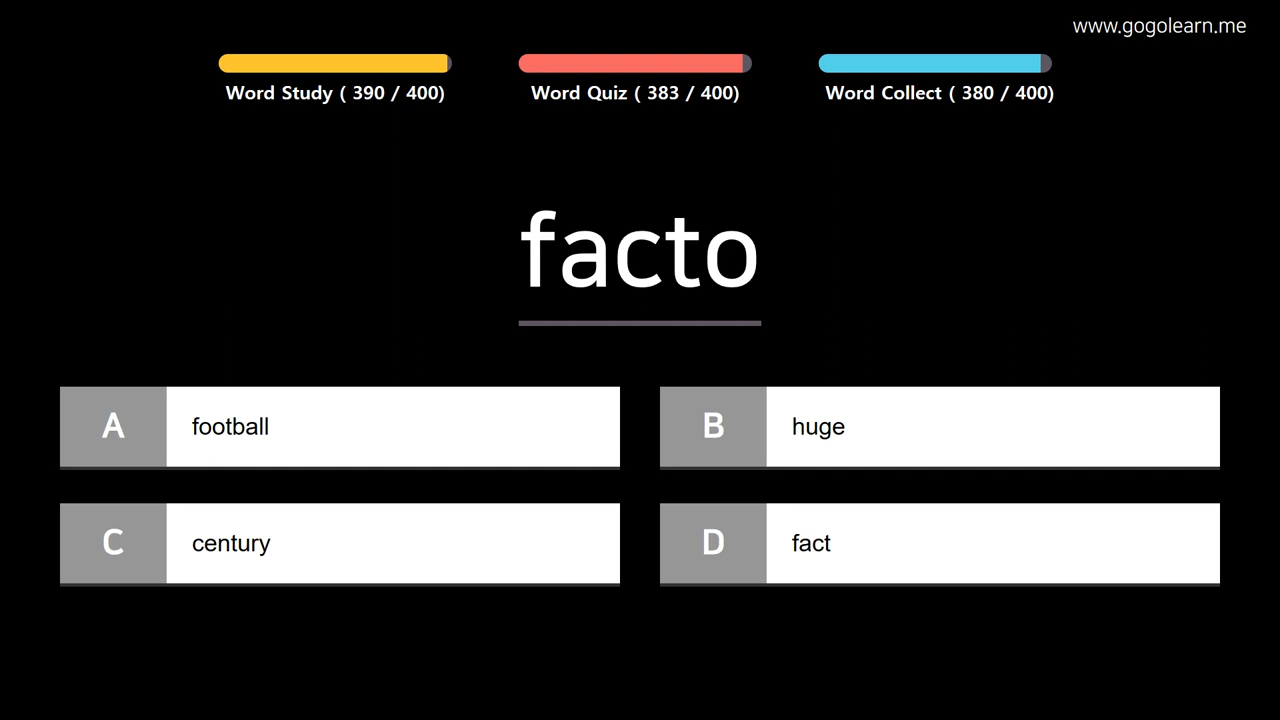 www.gogolearn.me
Word Study ( 390 / 400)
Word Quiz ( 383 / 400)
Word Collect ( 380 / 400)
facto
A football
B huge
C century
D fact